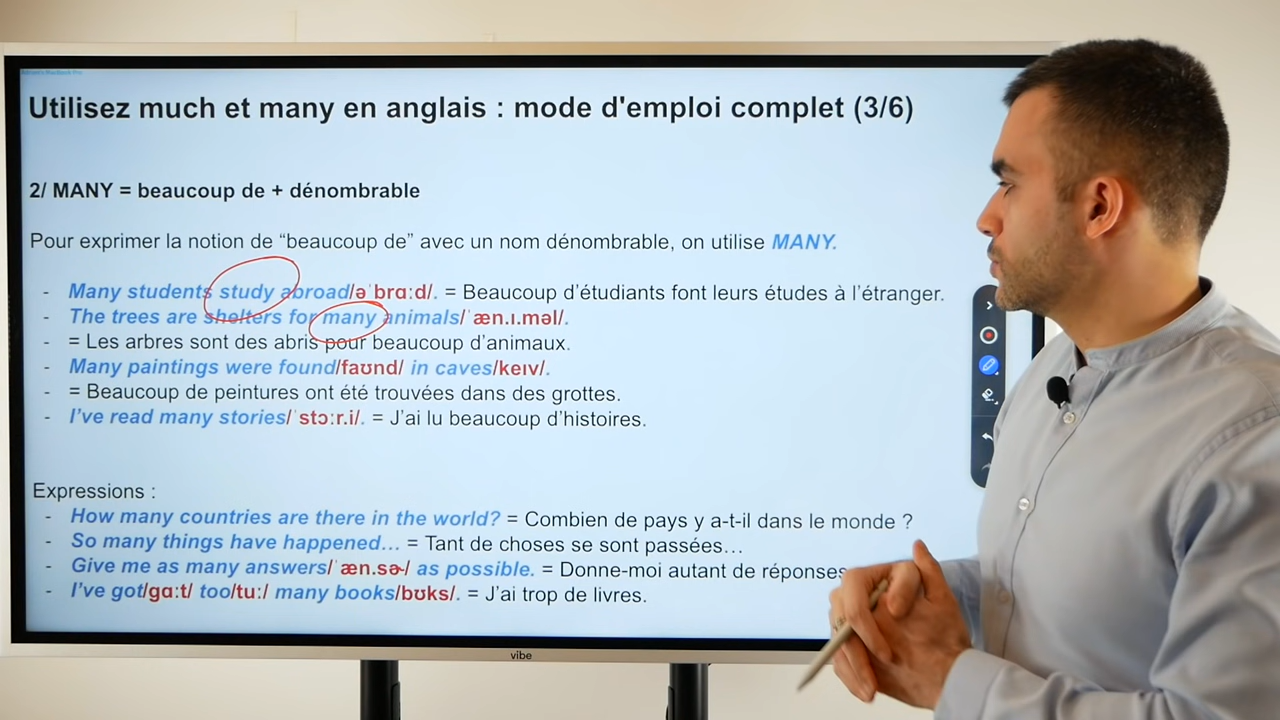 Utilisez much et many en anglais : mode d'emploi complet (3/6)
2/ MANY = beaucoup de + dénombrable
Pour exprimer la notion de “beaucoup de” avec un nom dénombrable, on utilise MANY.
- Many students study abroad/əˈbrɑːd/. = Beaucoup d’étudiants font leurs études à l’étranger.
- The trees are shelters for many animals/ˈæn.ɪ.məl/.
- = Les arbres sont des abris pour beaucoup d’animaux.
- Many paintings were found/faʊnd/ in caves/keɪv/.
- = Beaucoup de peintures ont été trouvées dans des grottes.
- I’ve read many stories/ˈstɔːr.i/. = J’ai lu beaucoup d’histoires.
Expressions :
- How many countries are there in the world? = Combien de pays y a-t-il dans le monde ?
- So many things have happened… = Tant de choses se sont passées…
- Give me as many answers/ˈæn.sɚ/ as possible. = Donne-moi autant de réponses
- I’ve got/gɑːt/ too/tuː/ many books/bʊks/. = J’ai trop de livres.
vibe